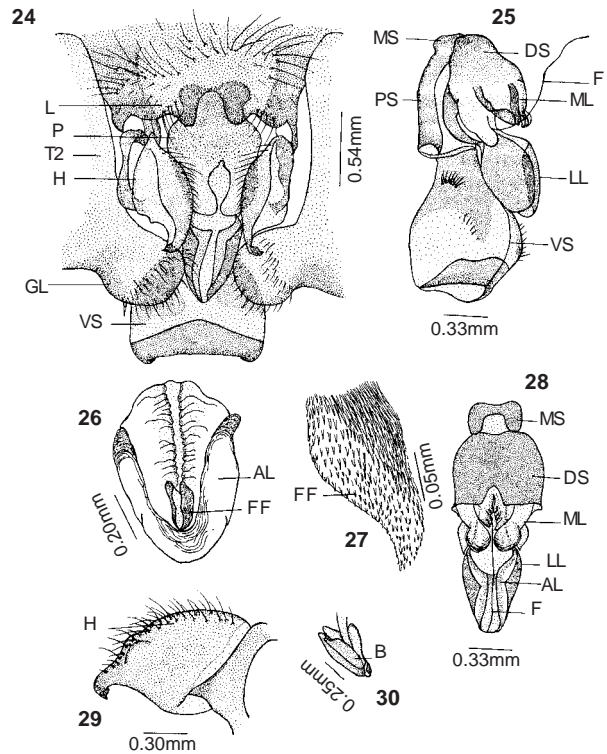 24
L
P
T2
H
GL
VS
0.54mm
25
MS
DS
F
PS
ML
LL
VS
0.33mm
26
AL
FF
0.20mm
FF
27
0.05mm
28
MS
DS
ML
LL
AL
F
0.33mm
H
29
0.30mm
B
0.25mm
30